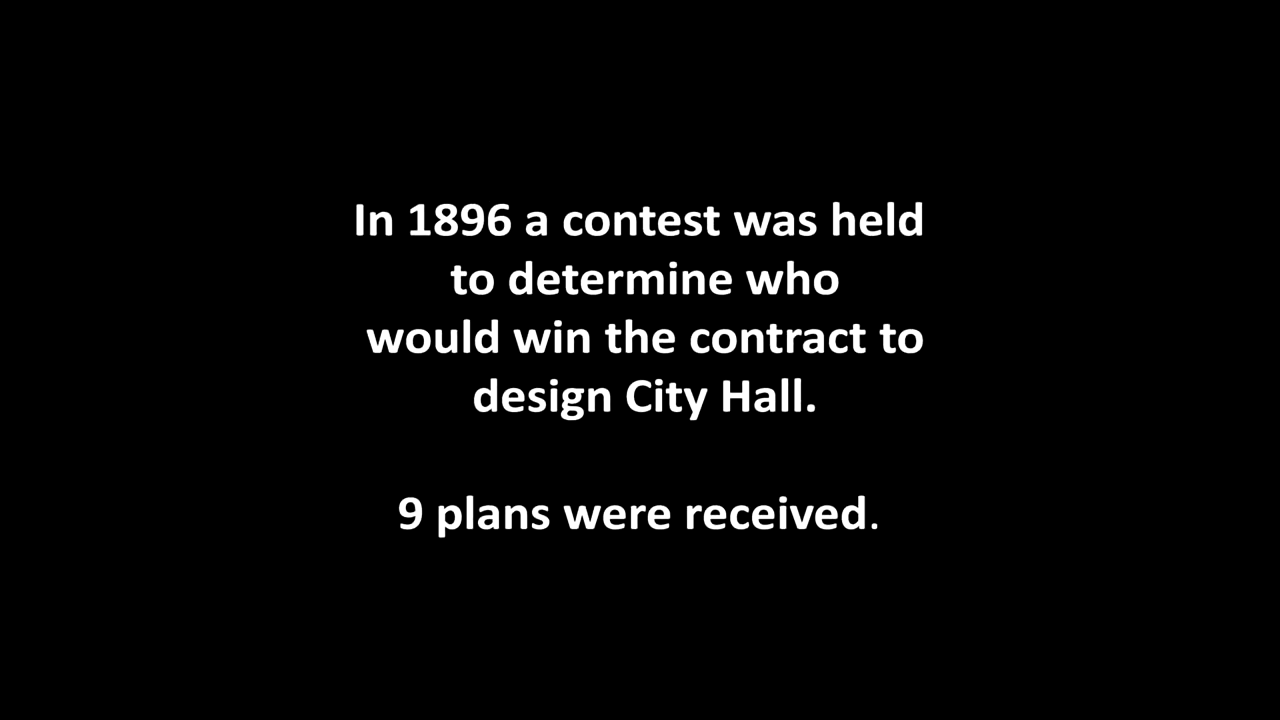 In 1896 a contest was held
to determine who
would win the contract to
design City Hall.
9 plans were received.